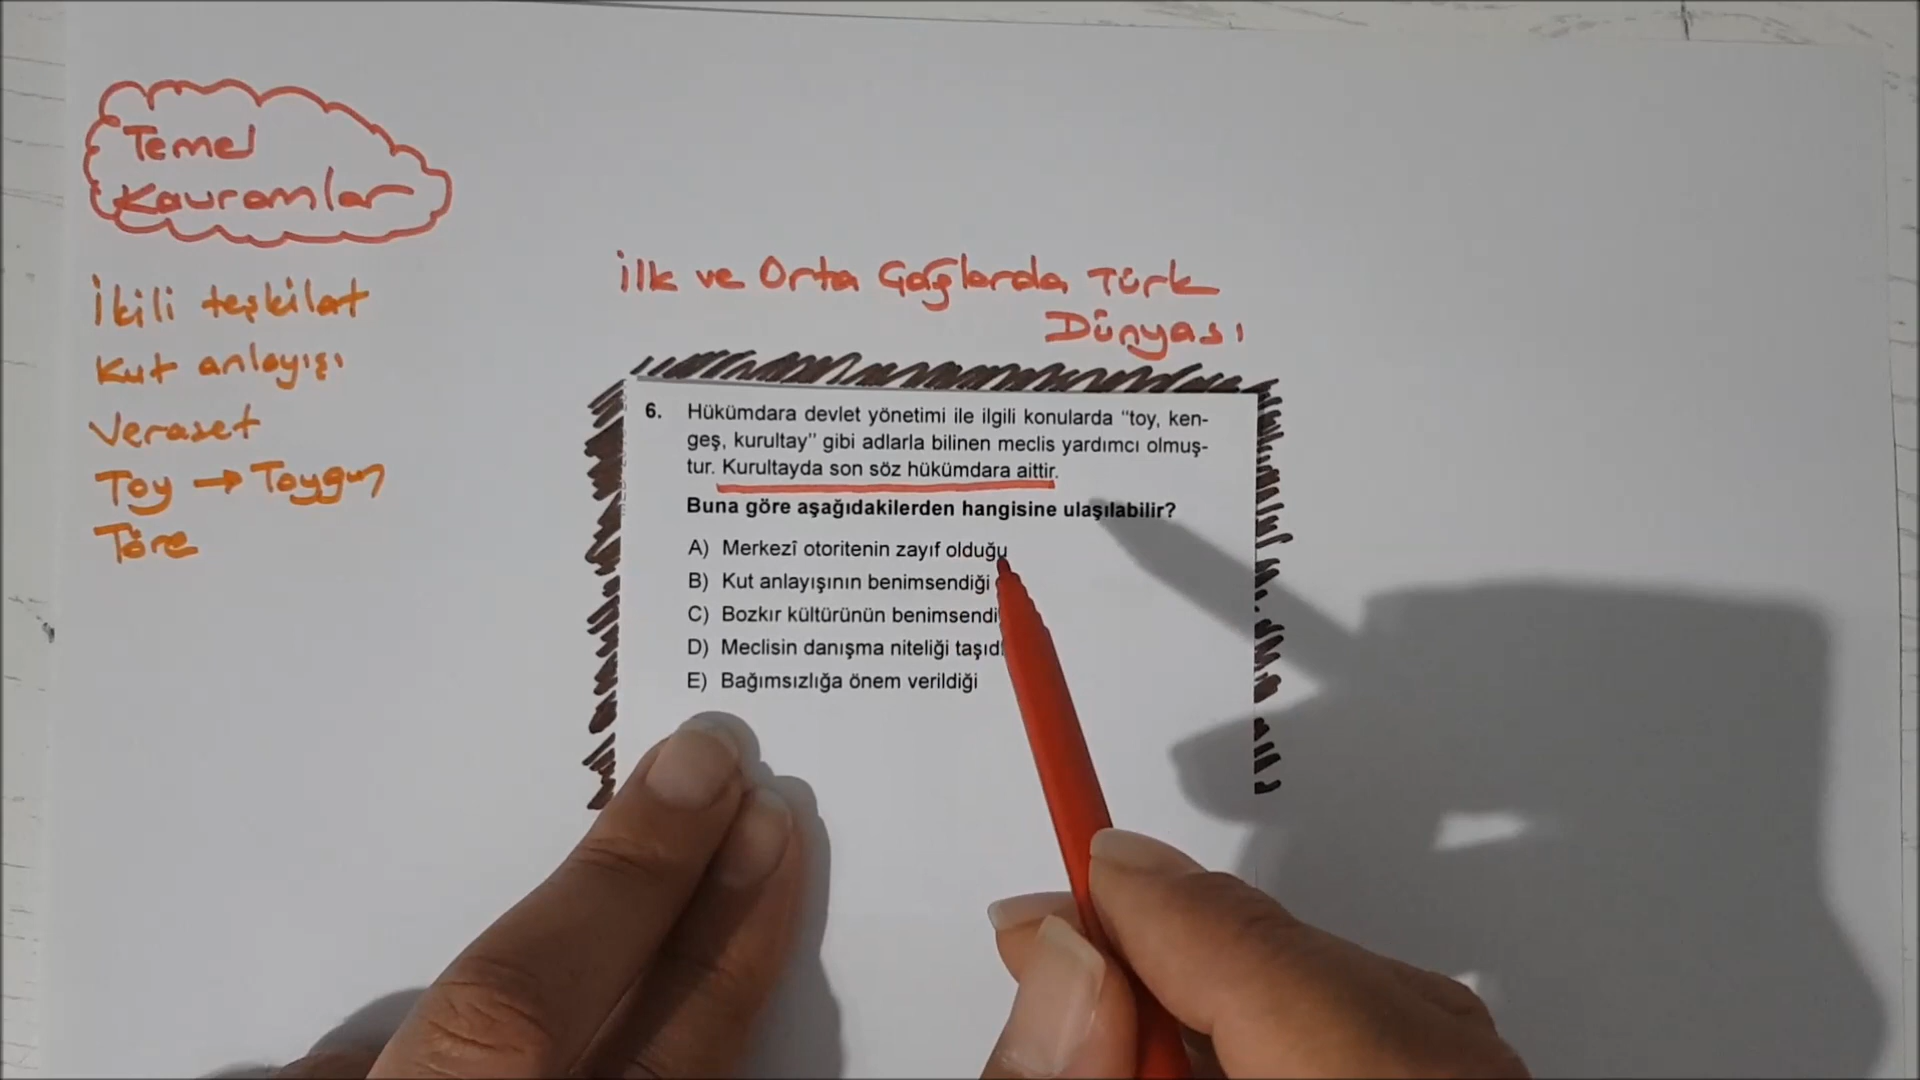 Temel
Kavramlar
İkili teşkilat
Kut anlayışı
Veraset
Toy → Toygun
Töre
İlk ve Orta Çağlarda Türk
Dünyası
6. Hükümdara devlet yönetimi ile ilgili konularda “toy, ken-
geş, kurultay” gibi adlarla bilinen meclis yardımcı olmuş-
tur. Kurultayda son söz hükümdara aittir.
Buna göre aşağıdakilerden hangisine ulaşılabilir?
A) Merkezî otoritenin zayıf olduğu
B) Kut anlayışının benimsendiği
C) Bozkır kültürünün benimsendi
D) Meclisin danışma niteliği taşıd
E) Bağımsızlığa önem verildiği